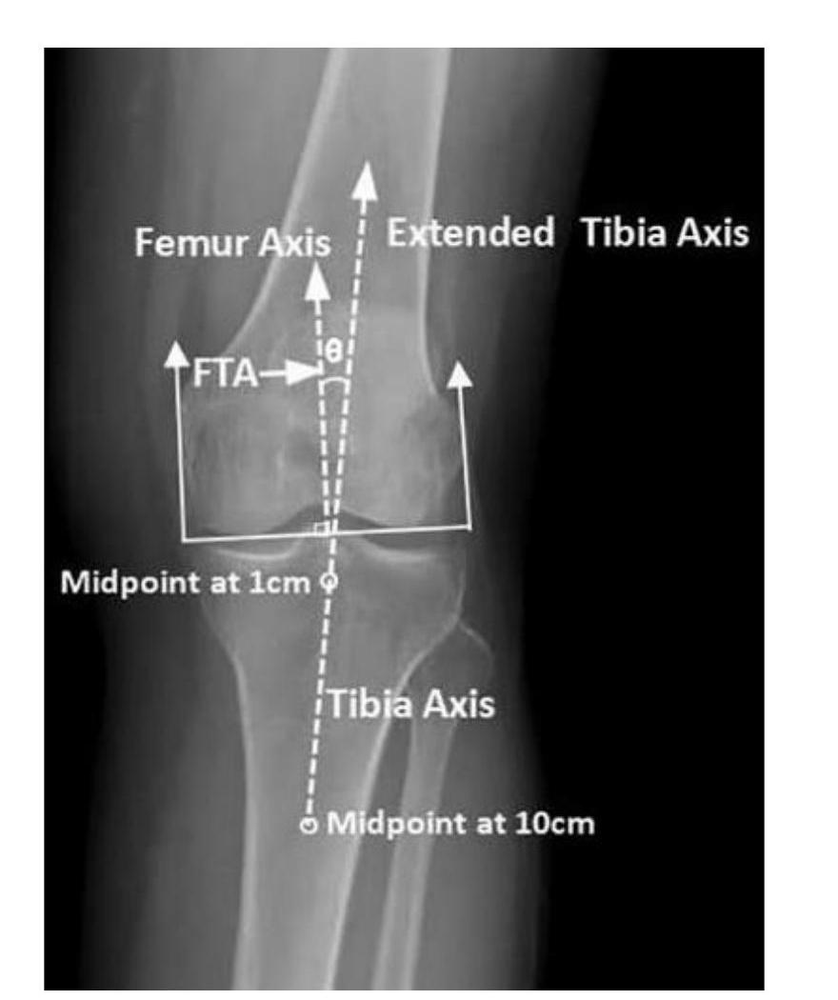 Extended Tibia Axis
Femur Axis
θ
FTA
Midpoint at 1cm
Tibia Axis
Midpoint at 10cm